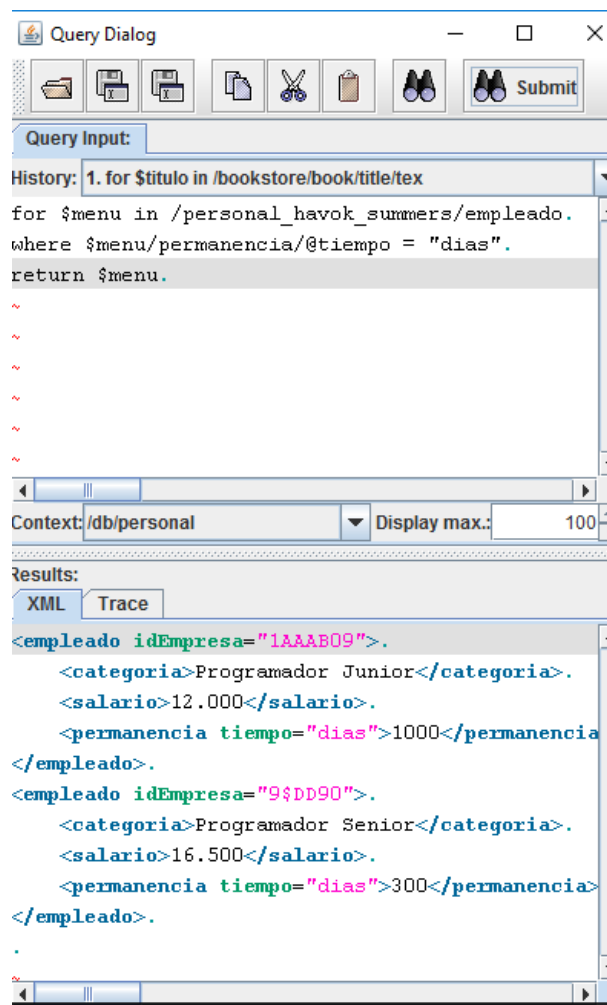 Query Dialog
Submit
Query Input:
History: 1. for $titulo in /bookstore/book/title/tex
for $menu in /personal_havok_summers/empleado.
where $menu/permanencia/@tiempo = "dias".
return $menu.
~
~
~
~
~
~
Context: /db/personal Display max.: 100
Results:
XML Trace
<empleado idEmpresa="1AAAB09">.
<categoria>Programador Junior</categoria>.
<salario>12.000</salario>.
<permanencia tiempo="dias">1000</permanencia
</empleado>.
<empleado idEmpresa="9$DD90">.
<categoria>Programador Senior</categoria>.
<salario>16.500</salario>.
<permanencia tiempo="dias">300</permanencia>
</empleado>.
.
~